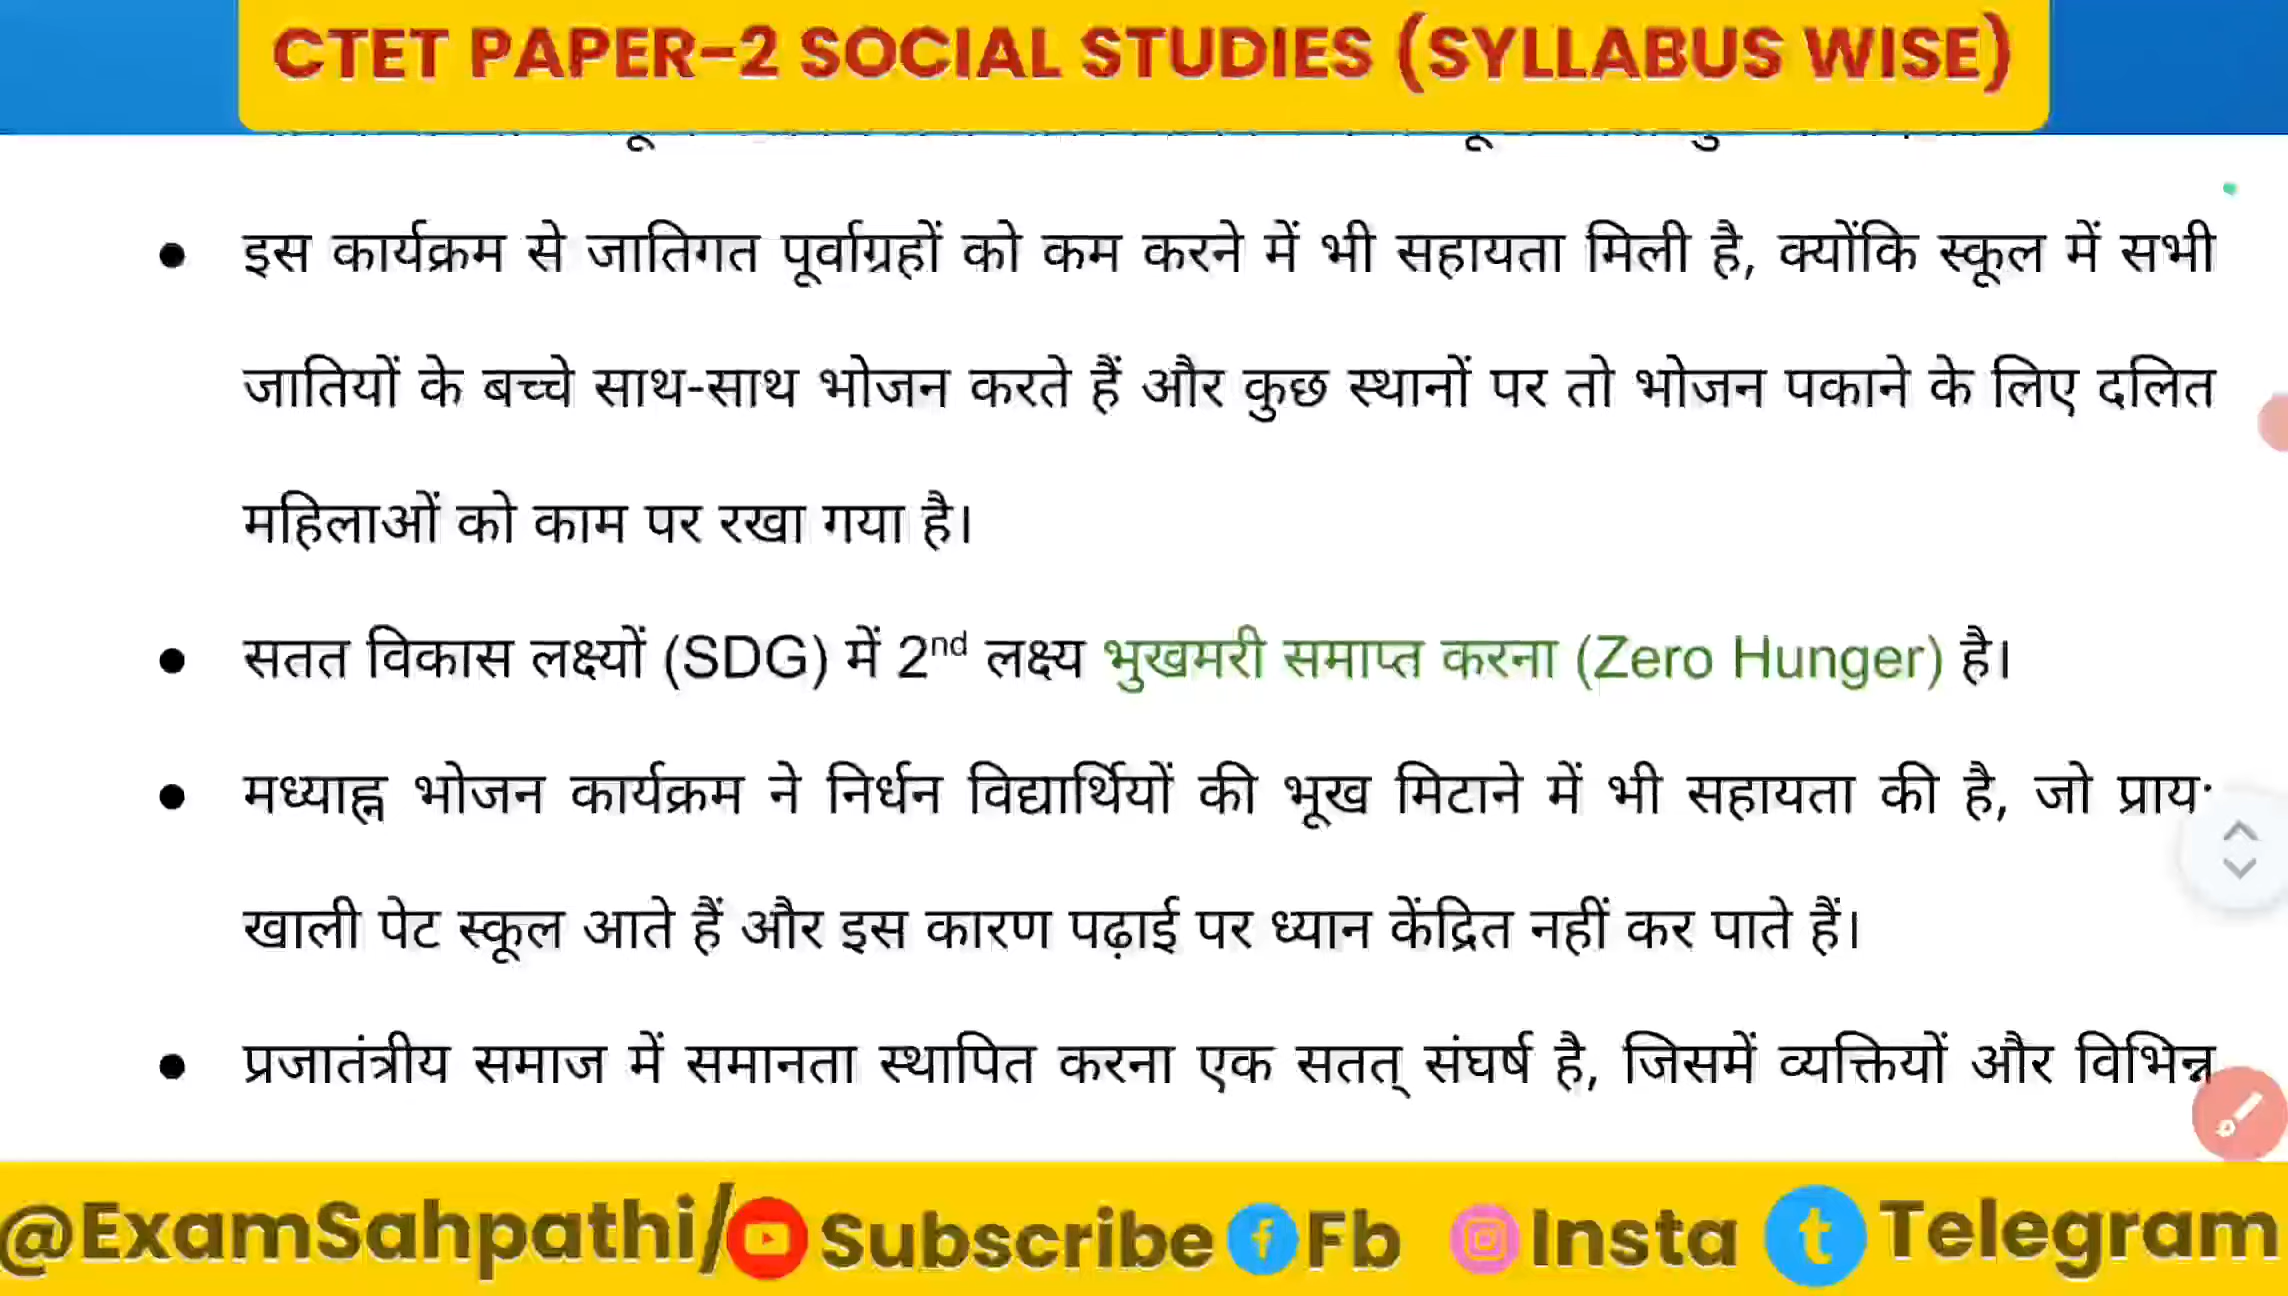 CTET PAPER-2 SOCIAL STUDIES (SYLLABUS WISE)
● इस कार्यक्रम से जातिगत पूर्वाग्रहों को कम करने में भी सहायता मिली है, क्योंकि स्कूल में सभी
जातियों के बच्चे साथ-साथ भोजन करते हैं और कुछ स्थानों पर तो भोजन पकाने के लिए दलित
महिलाओं को काम पर रखा गया है।
● सतत विकास लक्ष्यों (SDG) में 2nd लक्ष्य भुखमरी समाप्त करना (Zero Hunger) है।
● मध्याह्न भोजन कार्यक्रम ने निर्धन विद्यार्थियों की भूख मिटाने में भी सहायता की है, जो प्राय:
खाली पेट स्कूल आते हैं और इस कारण पढ़ाई पर ध्यान केंद्रित नहीं कर पाते हैं।
● प्रजातंत्रीय समाज में समानता स्थापित करना एक सतत् संघर्ष है, जिसमें व्यक्तियों और विभिन्न
@ExamSahpathi/ Subscribe Fb Insta Telegram